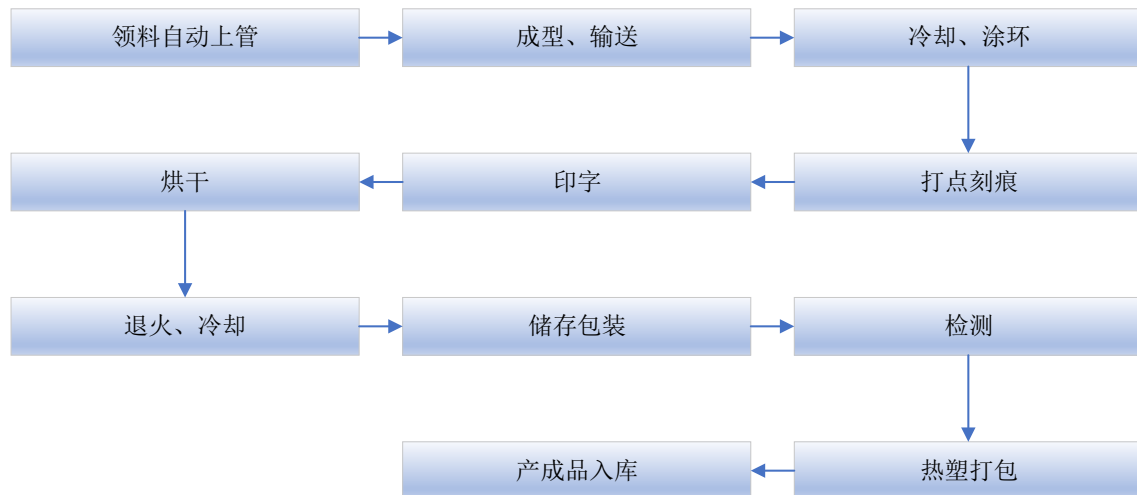 领料自动上管
成型、输送
冷却、涂环
打点刻痕
印字
烘干
退火、冷却
储存包装
检测
热塑打包
产成品入库